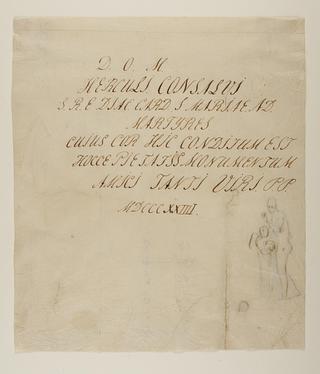 D. O. M.
HERCULI CONSALVI
S. R. E. DIAC. CARD. S. MARIAE AD.
MARTYRES
CUIUS COR HIC CONDITUM EST
HOCCE PIETATIS MONUMENTUM
AMICI TANTI VIRI P.P.
MDCCCXXIIII.